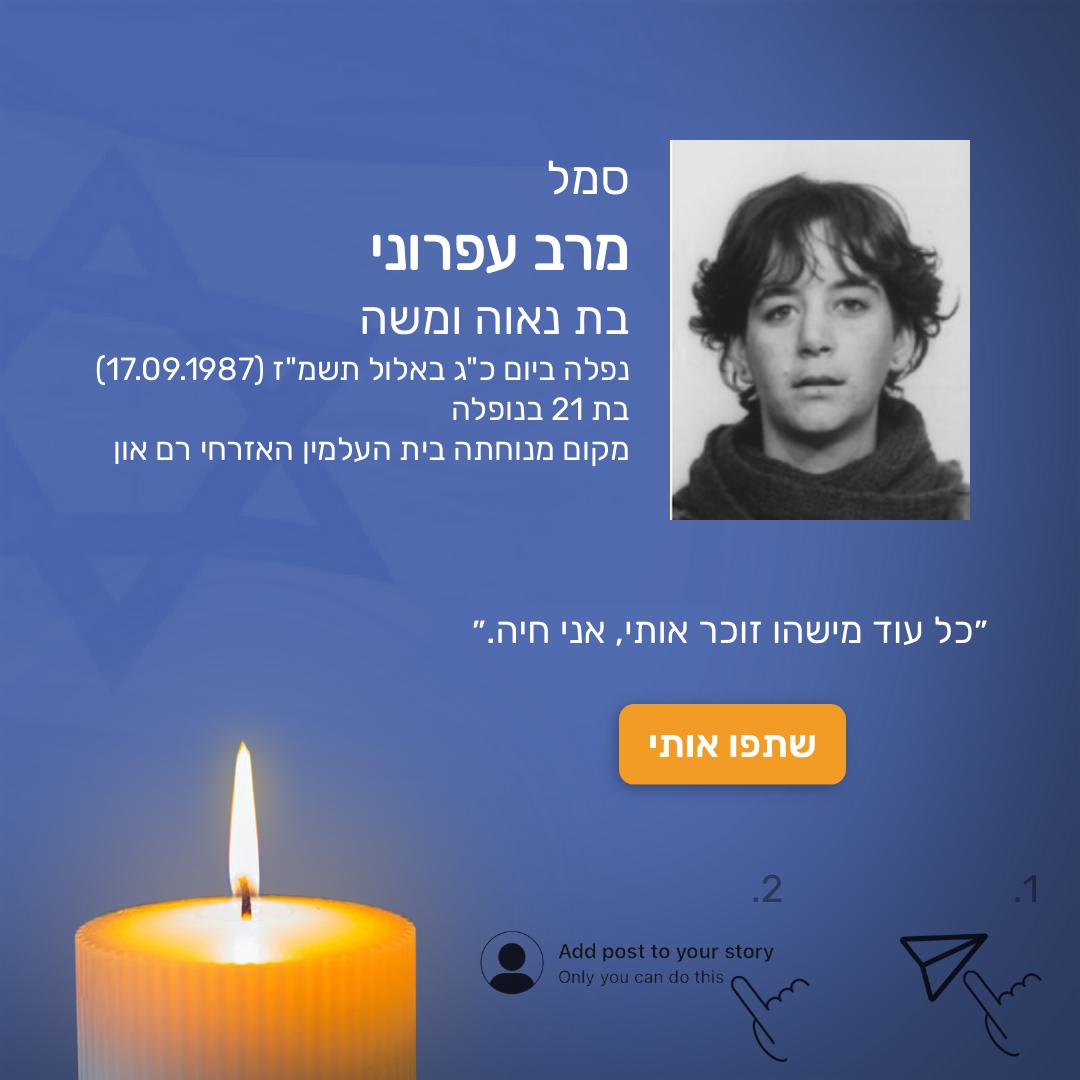 סמל
מרב עפרוני
בת נאוה ומשה
נפלה ביום כ"ג באלול תשמ"ז (17.09.1987)
בת 21 בנופלה
מקום מנוחתה בית העלמין האזרחי רם און
״כל עוד מישהו זוכר אותי, אני חיה.״
שתפו אותי
1.
2.
Add post to your story
Only you can do this